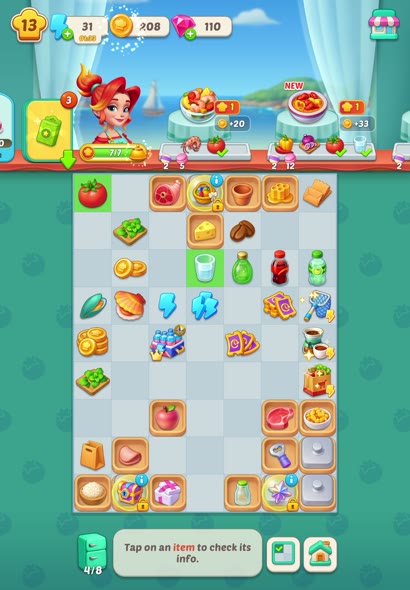 13
31
208
110
NEW
3
1
+20
1
+33
7/7
2
5
2
12
2
i
i
i
4/8
Tap on an item to check its
info.